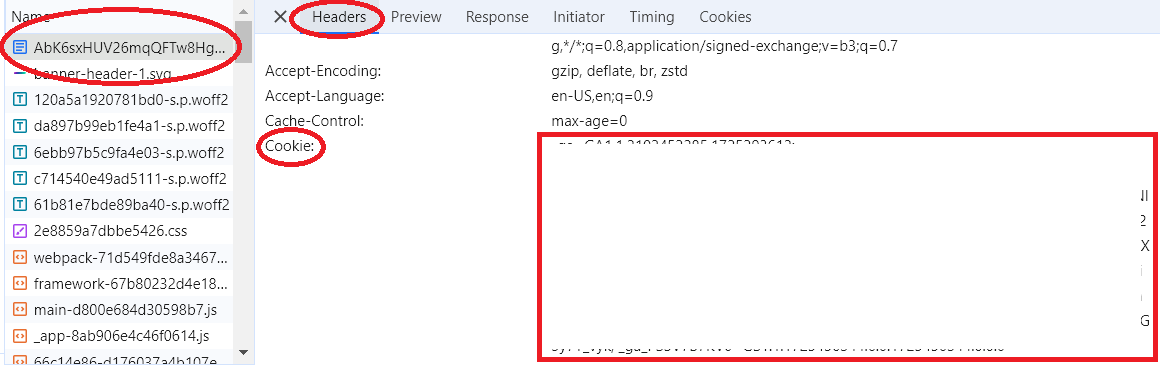 Name
AbK6sxHUV26mqQFTw8Hg...
banner-header-1.svg
120a5a1920781bd0-s.p.woff2
da897b99eb1fe4a1-s.p.woff2
6ebb97b5c9fa4e03-s.p.woff2
c714540e49ad5111-s.p.woff2
61b81e7bde89ba40-s.p.woff2
2e8859a7dbbe5426.css
webpack-71d549fde8a3467...
framework-67b80232d4e18...
main-d800e684d30598b7.js
_app-8ab906e4c46f0614.js
66c14e86-d176037a4b107e
Headers Preview Response Initiator Timing Cookies
g,*/*;q=0.8,application/signed-exchange;v=b3;q=0.7
Accept-Encoding: gzip, deflate, br, zstd
Accept-Language: en-US,en;q=0.9
Cache-Control: max-age=0
Cookie:
2
X
G